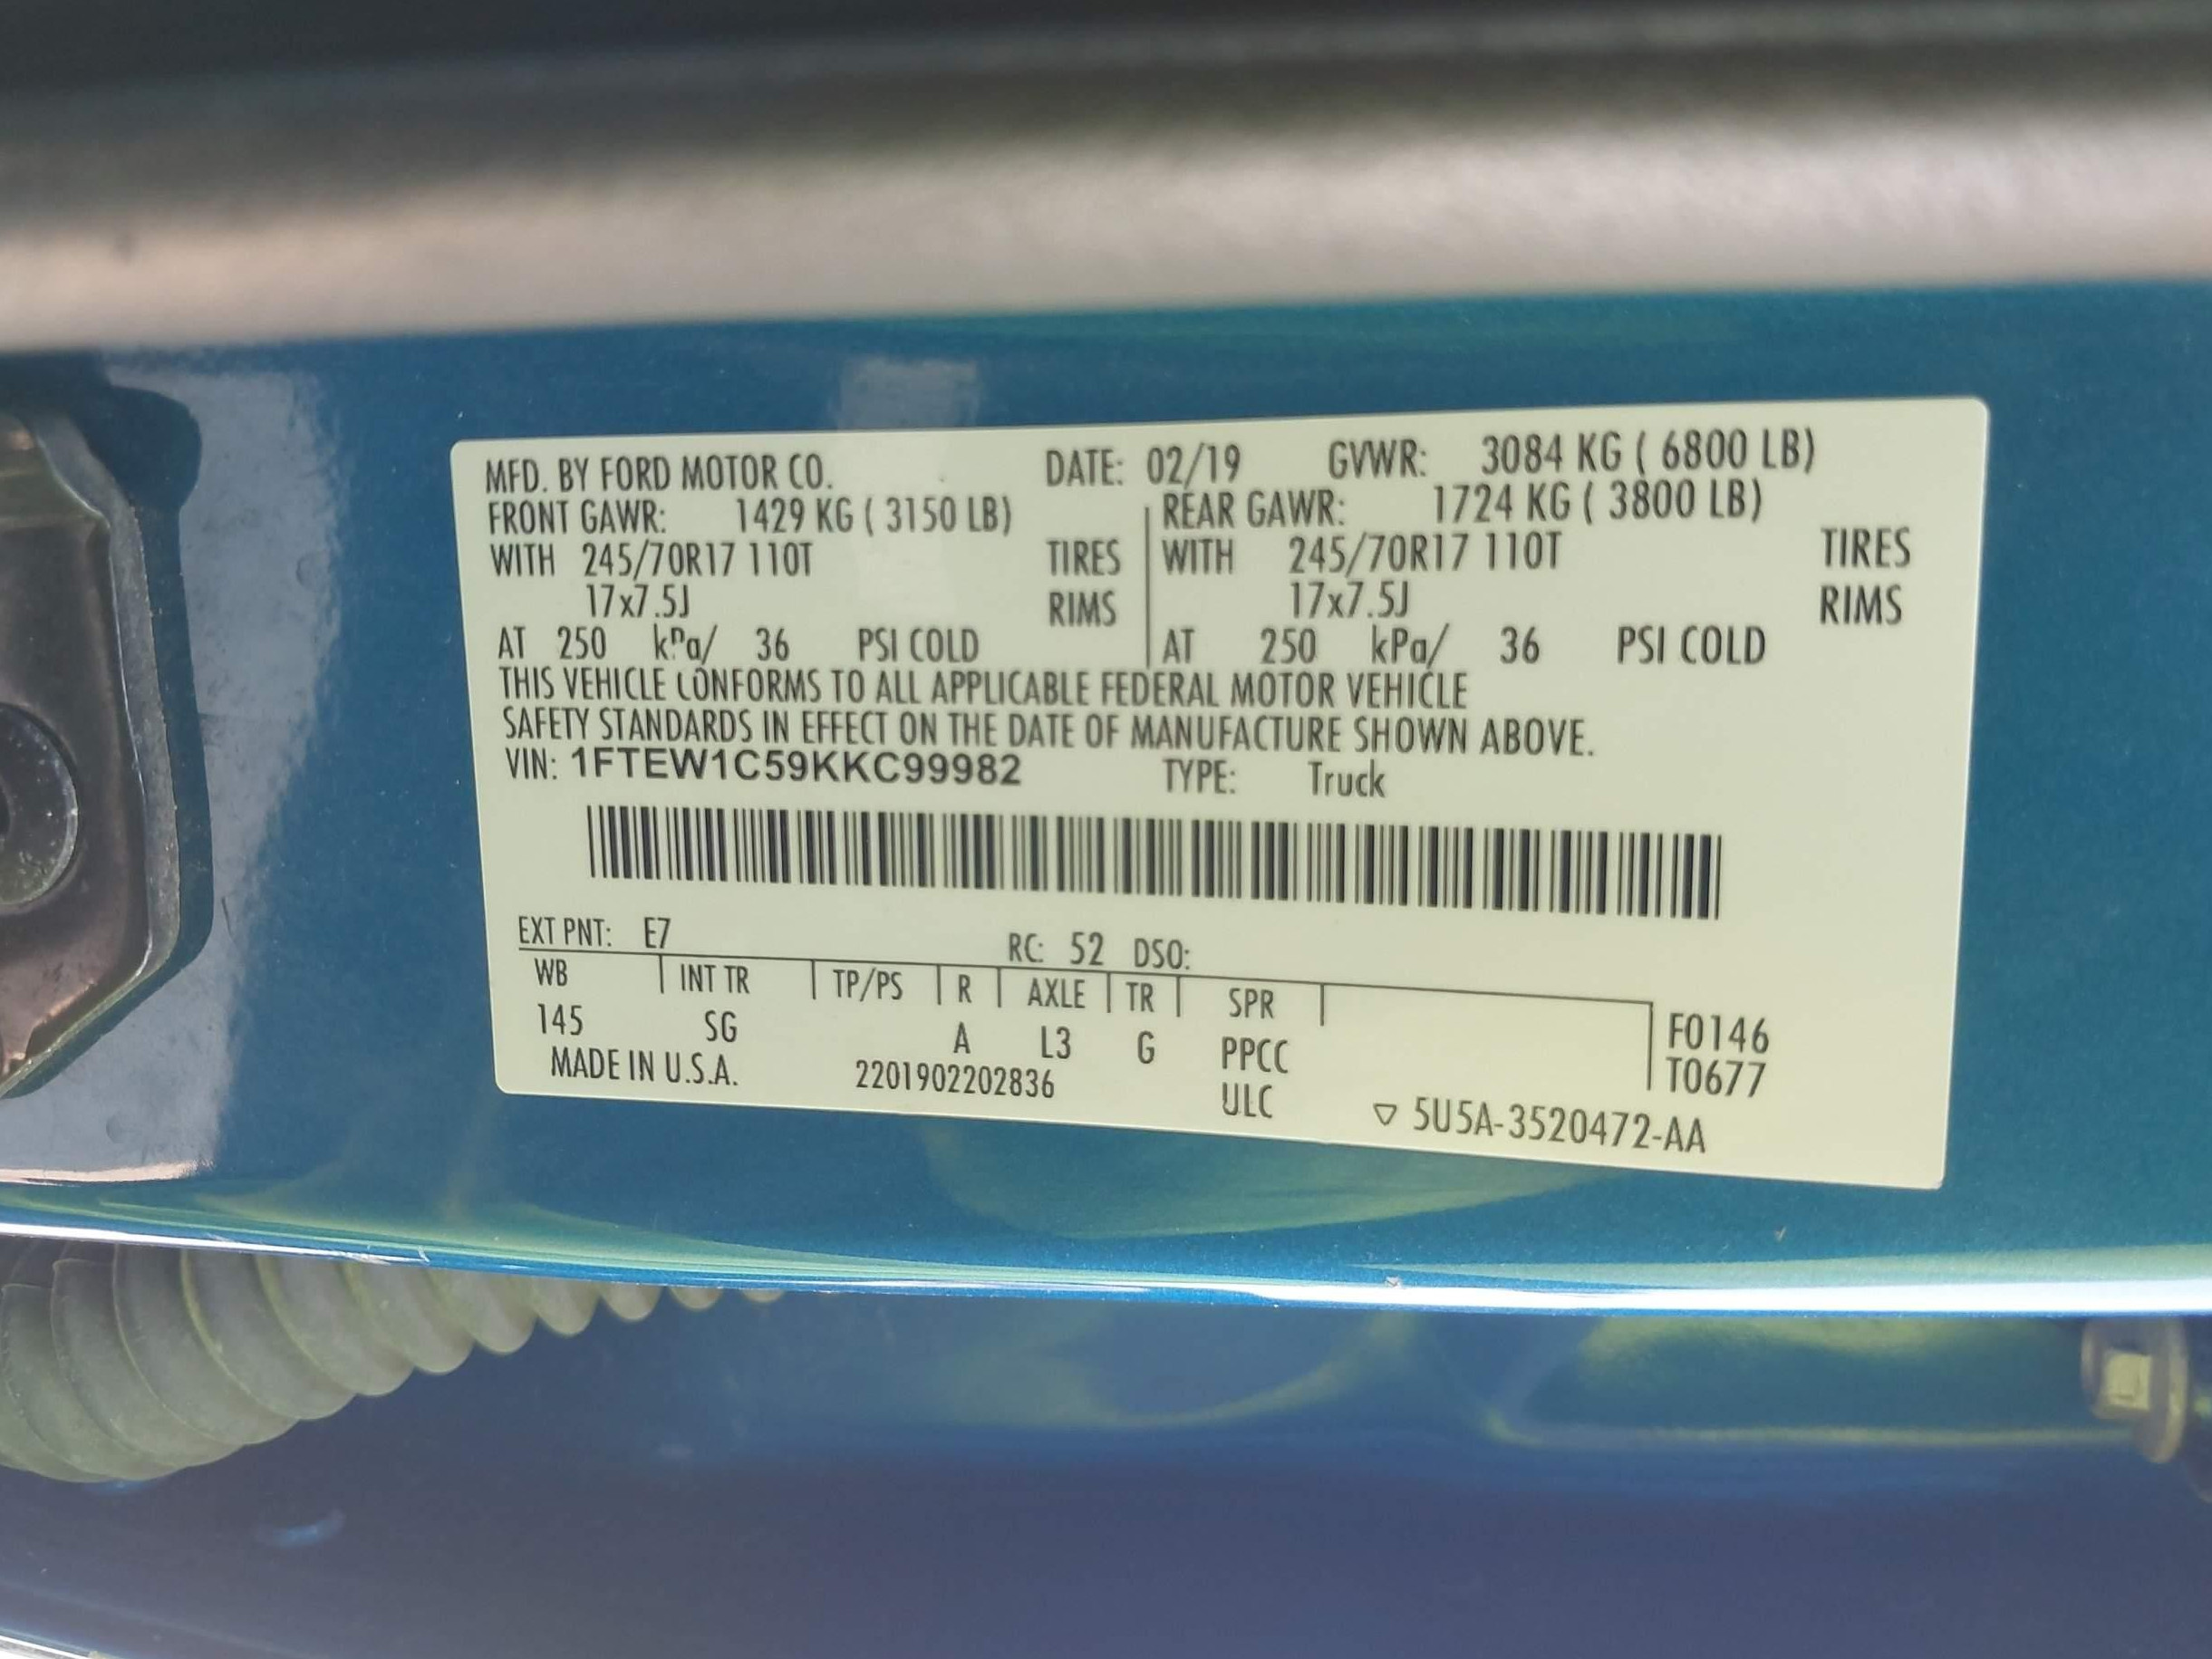 MFD. BY FORD MOTOR CO. DATE: 02/19 GVWR: 3084 KG ( 6800 LB)
FRONT GAWR: 1429 KG ( 3150 LB) REAR GAWR: 1724 KG ( 3800 LB)
WITH 245/70R17 110T TIRES WITH 245/70R17 110T TIRES
17x7.5J RIMS 17x7.5J RIMS
AT 250 kPa/ 36 PSI COLD AT 250 kPa/ 36 PSI COLD
THIS VEHICLE CONFORMS TO ALL APPLICABLE FEDERAL MOTOR VEHICLE
SAFETY STANDARDS IN EFFECT ON THE DATE OF MANUFACTURE SHOWN ABOVE.
VIN: 1FTEW1C59KKC99982 TYPE: Truck
EXT PNT: E7 RC: 52 DSO:
WB INT TR TP/PS R AXLE TR SPR
145 SG A L3 G PPCC F0146
MADE IN U.S.A. 2201902202836 ULC T0677
▽ 5U5A-3520472-AA